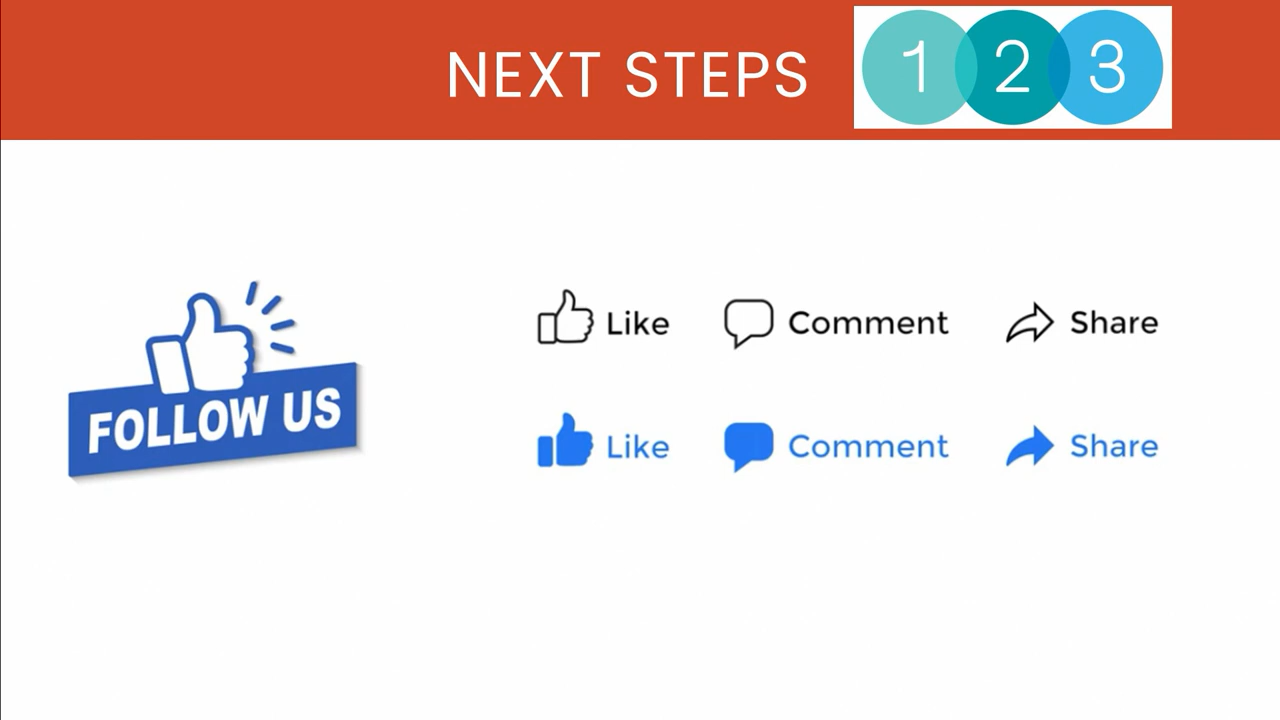 NEXT STEPS
1 2 3
FOLLOW US
Like Comment Share
Like Comment Share